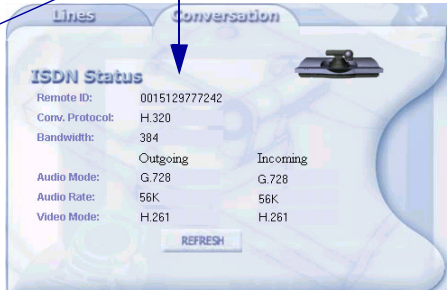 Lines Conversation
ISDN Status
Remote ID: 0015129777242
Conv. Protocol: H.320
Bandwidth: 384
Outgoing Incoming
Audio Mode: G.728 G.728
Audio Rate: 56K 56K
Video Mode: H.261 H.261
REFRESH